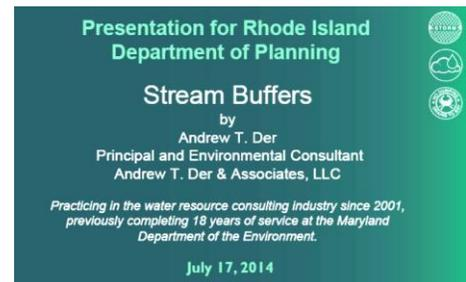 Presentation for Rhode Island
Department of Planning
Stream Buffers
by
Andrew T. Der
Principal and Environmental Consultant
Andrew T. Der & Associates, LLC
Practicing in the water resource consulting industry since 2001,
previously completing 18 years of service at the Maryland
Department of the Environment.
July 17, 2014